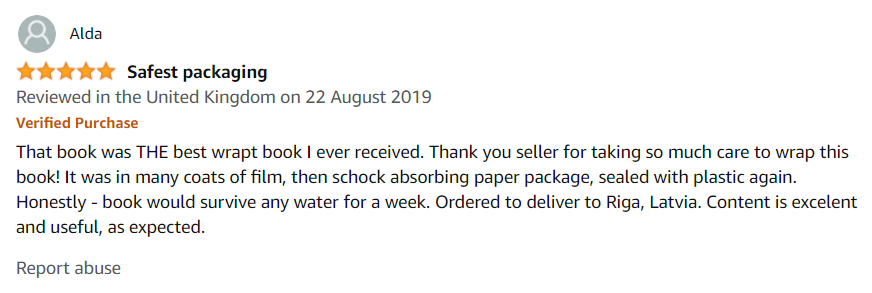 Alda
Safest packaging
Reviewed in the United Kingdom on 22 August 2019
Verified Purchase
That book was THE best wrapt book I ever received. Thank you seller for taking so much care to wrap this
book! It was in many coats of film, then schock absorbing paper package, sealed with plastic again.
Honestly - book would survive any water for a week. Ordered to deliver to Riga, Latvia. Content is excelent
and useful, as expected.
Report abuse